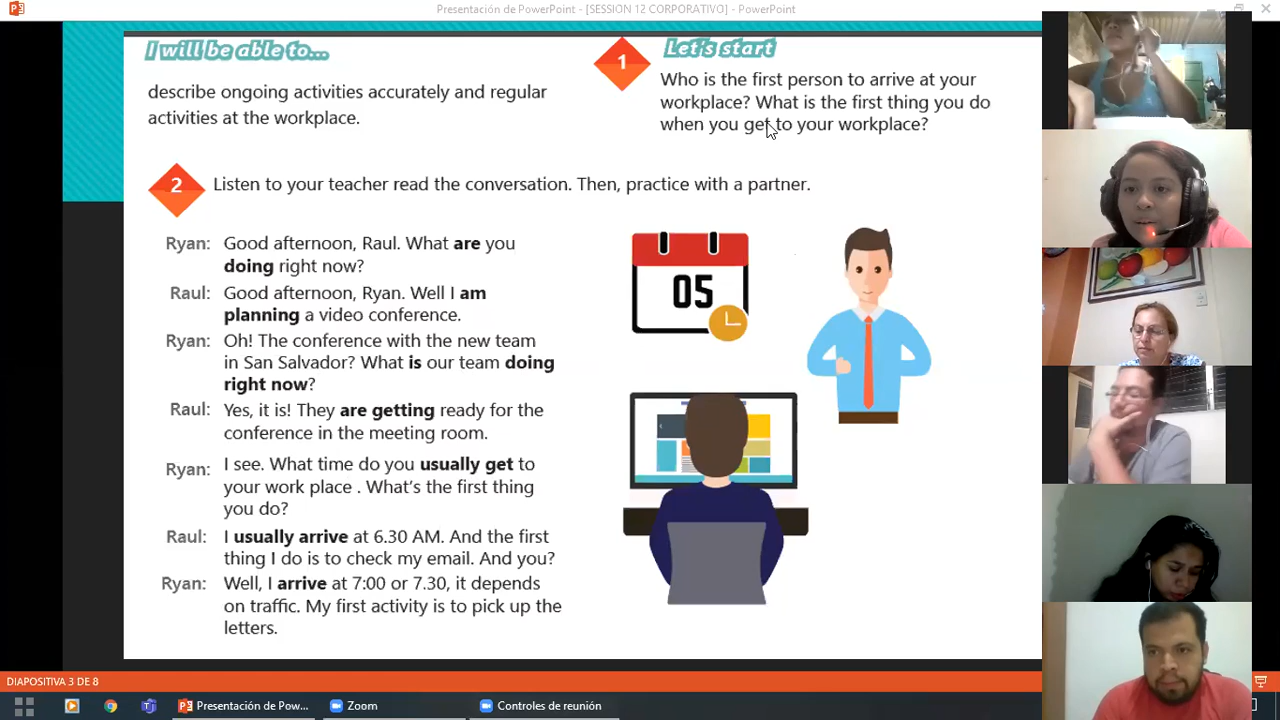 Presentación de PowerPoint - [SESSION 12 CORPORATIVO] - PowerPoint
I will be able to...
describe ongoing activities accurately and regular
activities at the workplace.
1
Let's start
Who is the first person to arrive at your
workplace? What is the first thing you do
when you get to your workplace?
2
Listen to your teacher read the conversation. Then, practice with a partner.
Ryan: Good afternoon, Raul. What are you
doing right now?
Raul: Good afternoon, Ryan. Well I am
planning a video conference.
Ryan: Oh! The conference with the new team
in San Salvador? What is our team doing
right now?
Raul: Yes, it is! They are getting ready for the
conference in the meeting room.
Ryan: I see. What time do you usually get to
your work place . What's the first thing
you do?
Raul: I usually arrive at 6.30 AM. And the first
thing I do is to check my email. And you?
Ryan: Well, I arrive at 7:00 or 7.30, it depends
on traffic. My first activity is to pick up the
letters.
05
DIAPOSITIVA 3 DE 8
Presentación de Pow...
Zoom
Controles de reunión